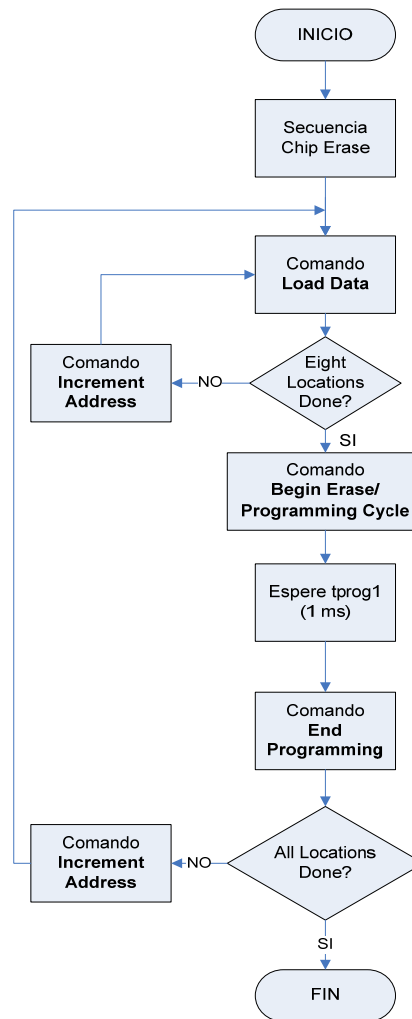 INICIO
Secuencia
Chip Erase
Comando
Load Data
Eight
Locations
Done?
NO
Comando
Increment
Address
SI
Comando
Begin Erase/
Programming Cycle
Espere tprog1
(1 ms)
Comando
End
Programming
All Locations
Done?
NO
Comando
Increment
Address
SI
FIN